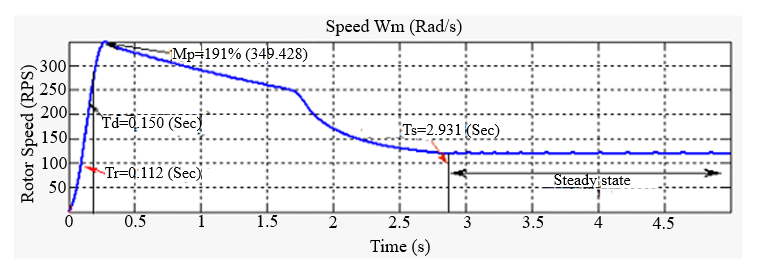 Speed Wm (Rad/s)
Rotor Speed (RPS)
300
250
200
150
100
50
Mp=191% (349.428)
Td=0.150 (Sec)
Tr=0.112 (Sec)
Ts=2.931 (Sec)
Steady state
0 0.5 1 1.5 2 2.5 3 3.5 4 4.5
Time (s)